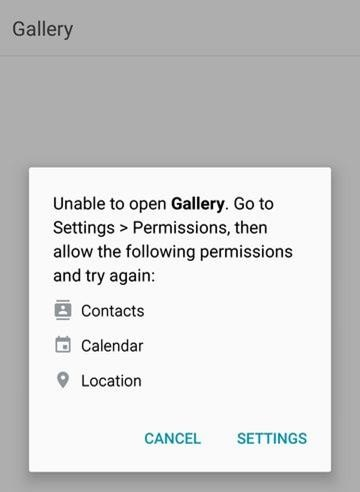 Gallery
Unable to open Gallery. Go to
Settings > Permissions, then
allow the following permissions
and try again:
Contacts
Calendar
Location
CANCEL SETTINGS